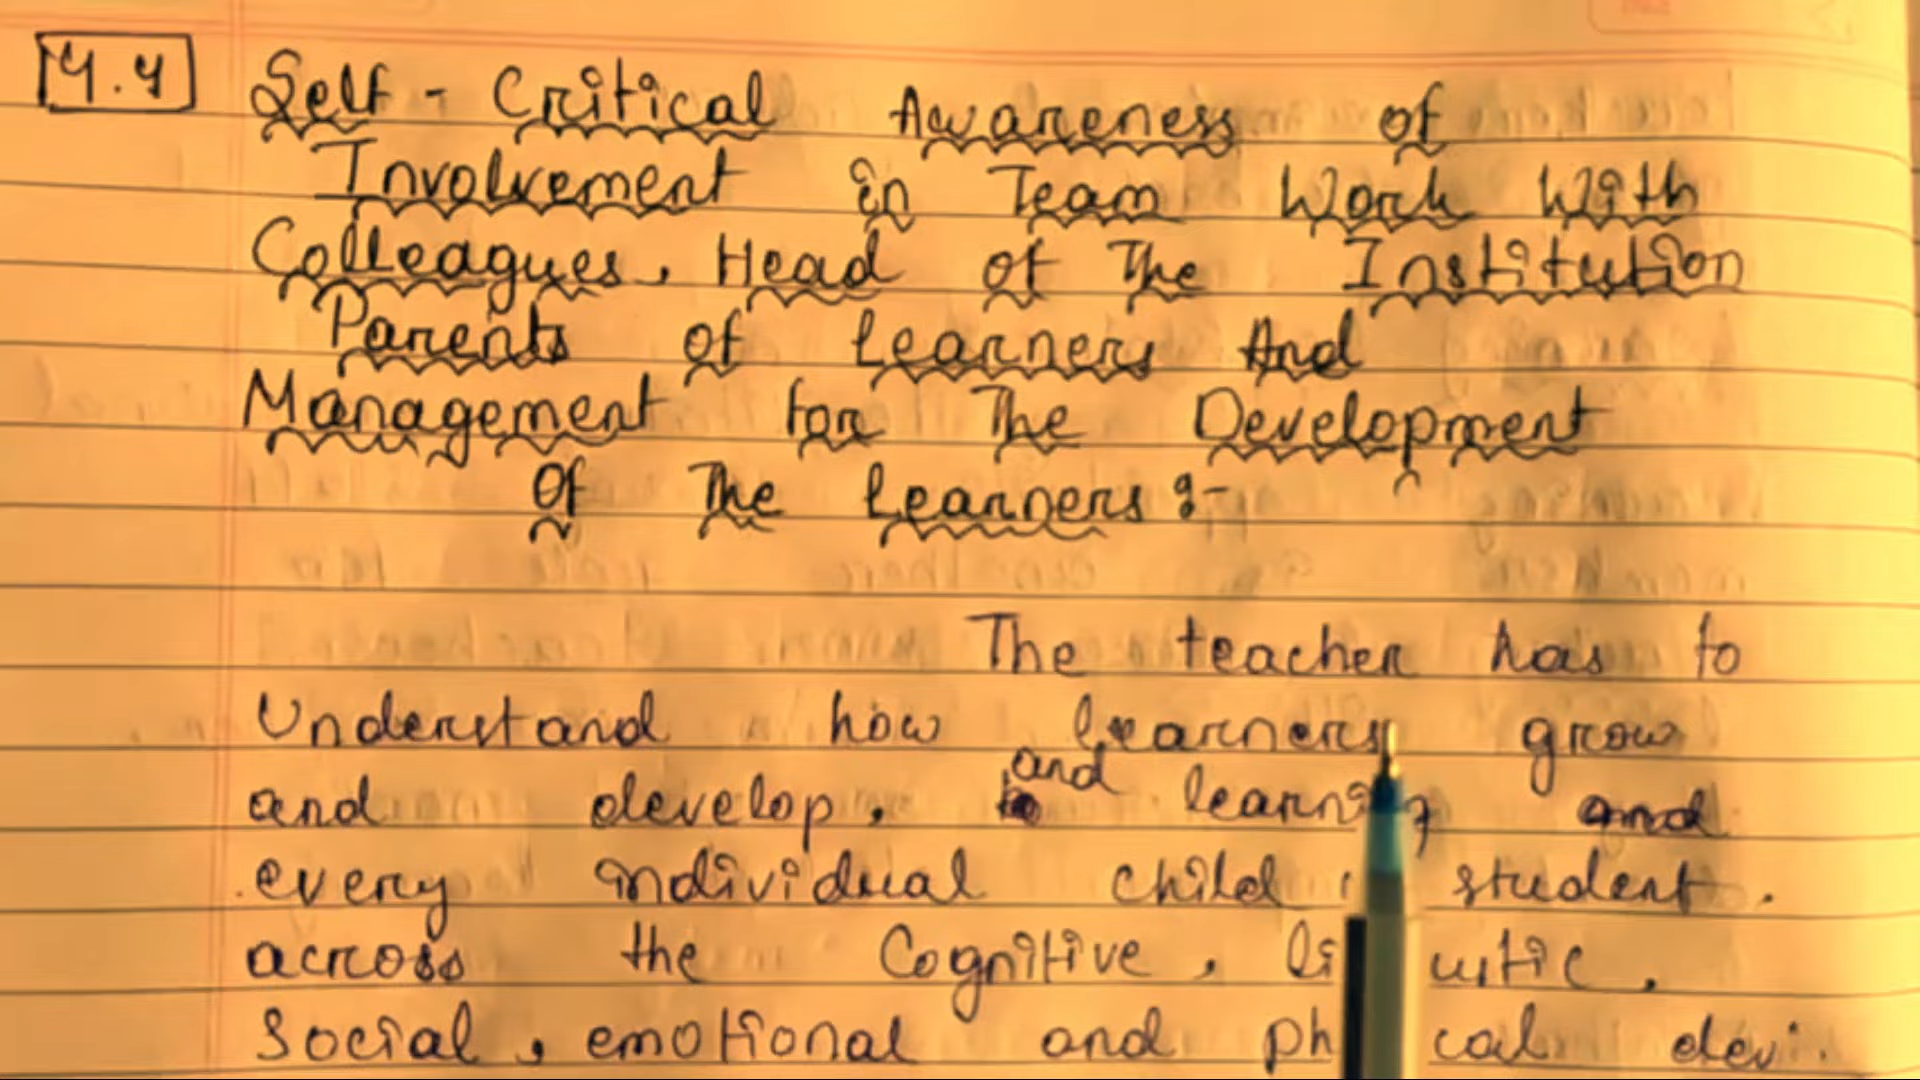 4.4 Self - Critical Awareness of
Involvement in Team Work With
Colleagues, Head of The Institution
Parents of Learners And
Management for The Development
Of The Learners :-
The teacher has to
Understand how learners grow
and develop, and learning and
every individual child student.
across the Cognitive,
Social, emotional and